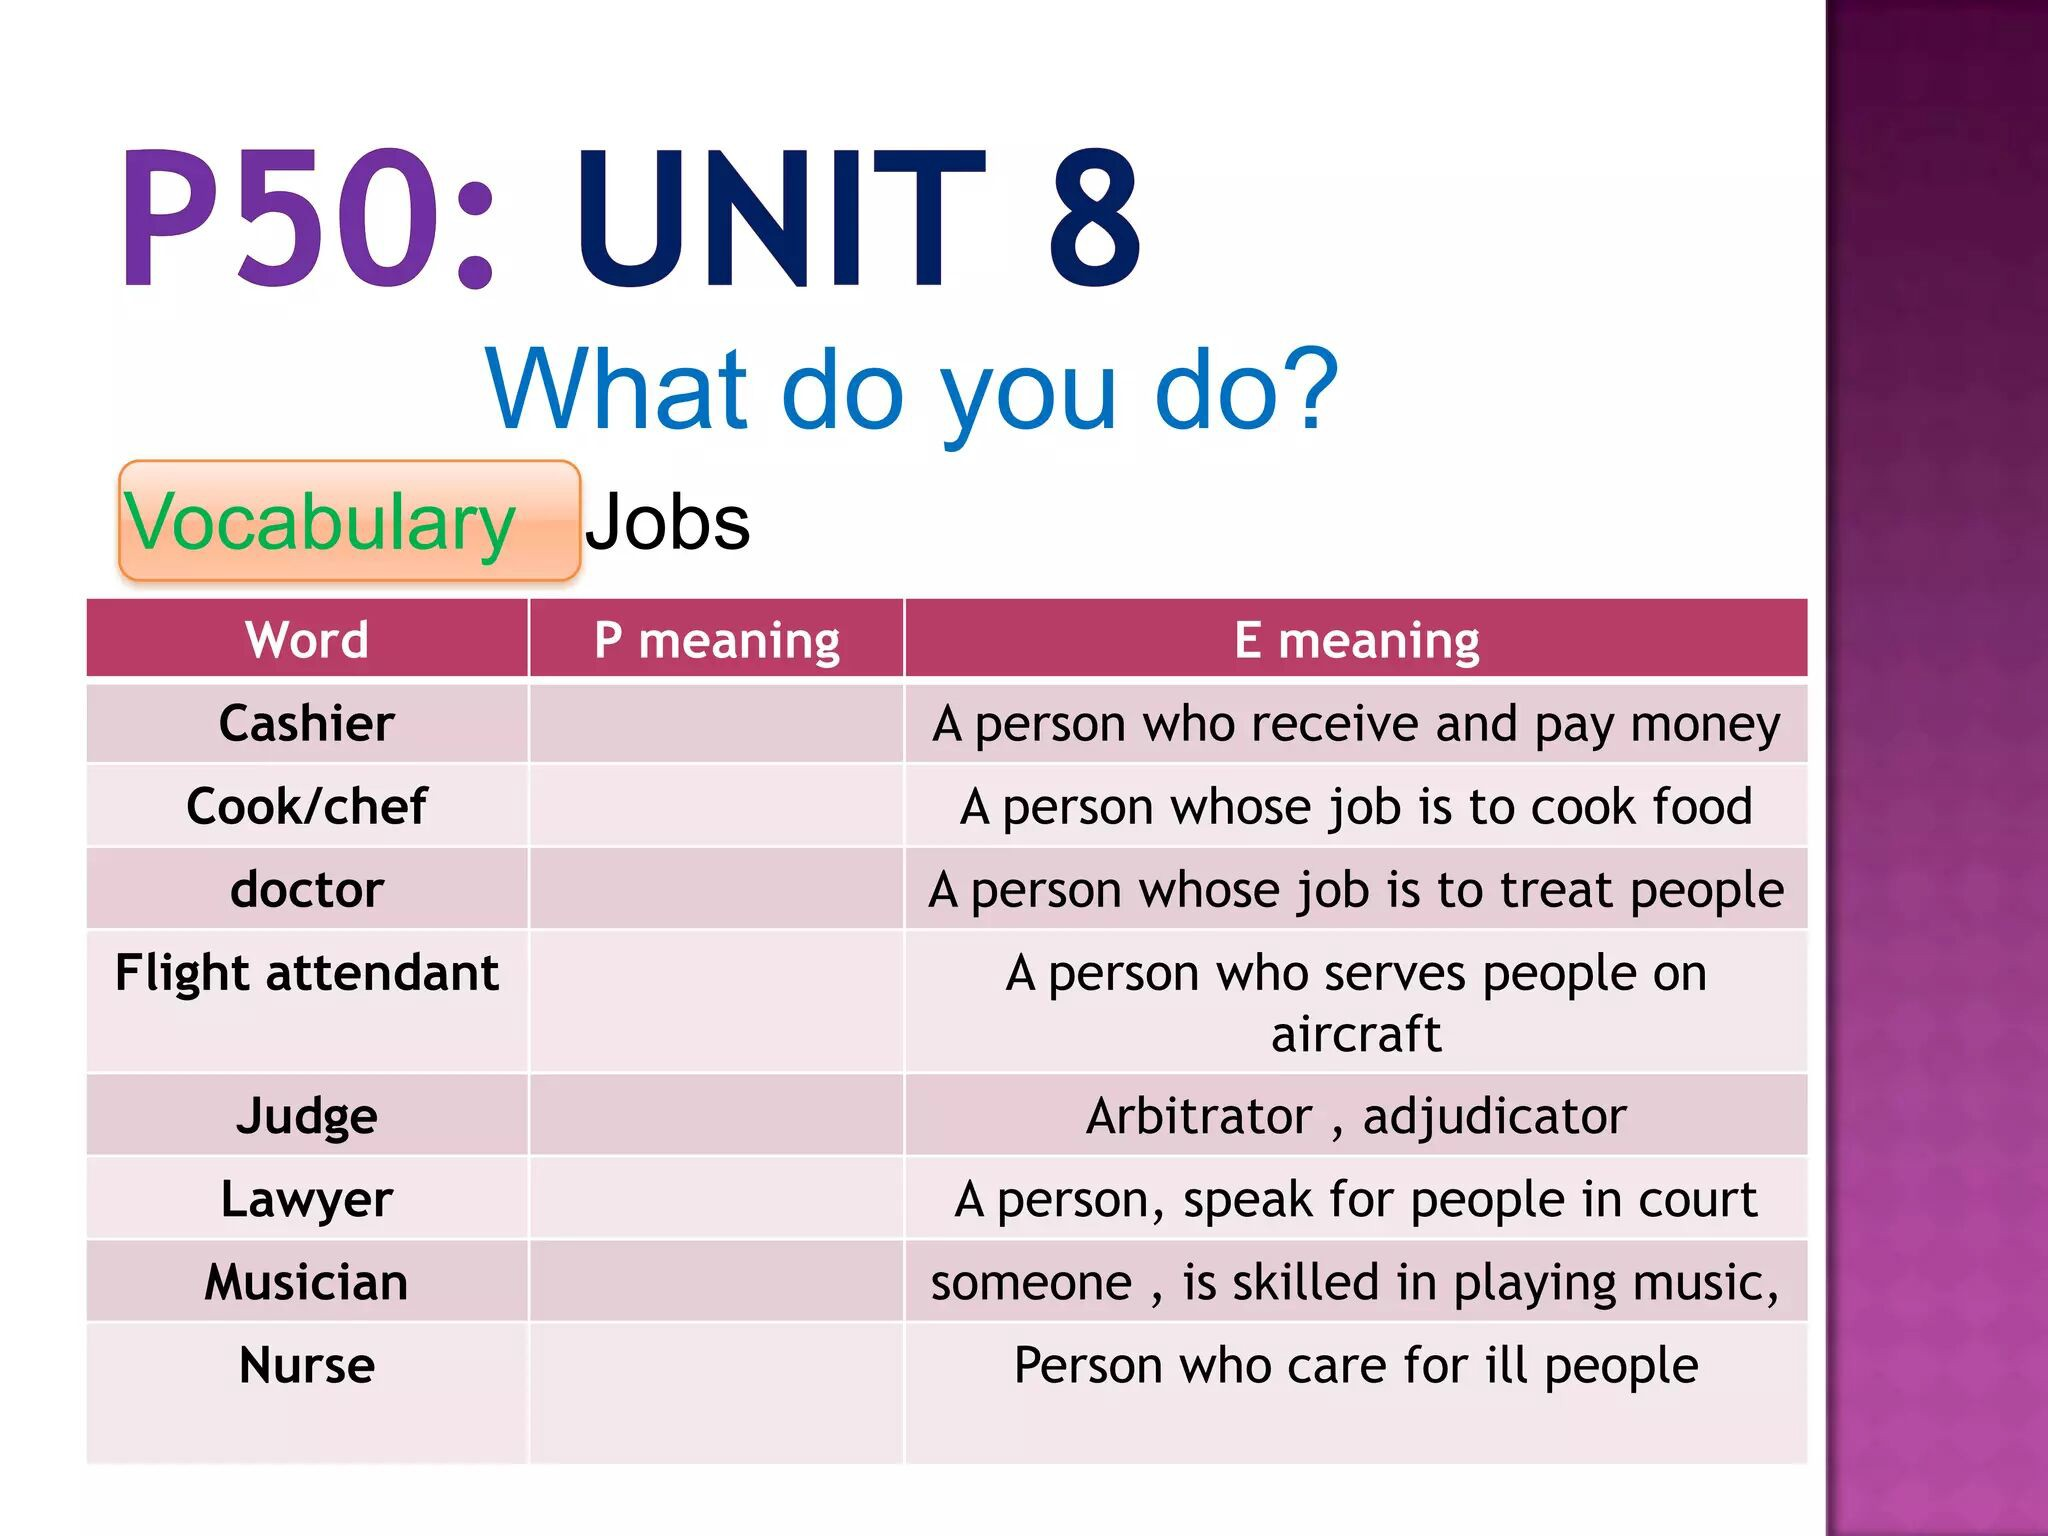 P50: UNIT 8
What do you do?
Vocabulary Jobs
Word P meaning E meaning
Cashier A person who receive and pay money
Cook/chef A person whose job is to cook food
doctor A person whose job is to treat people
Flight attendant A person who serves people on
aircraft
Judge Arbitrator , adjudicator
Lawyer A person, speak for people in court
Musician someone , is skilled in playing music,
Nurse Person who care for ill people